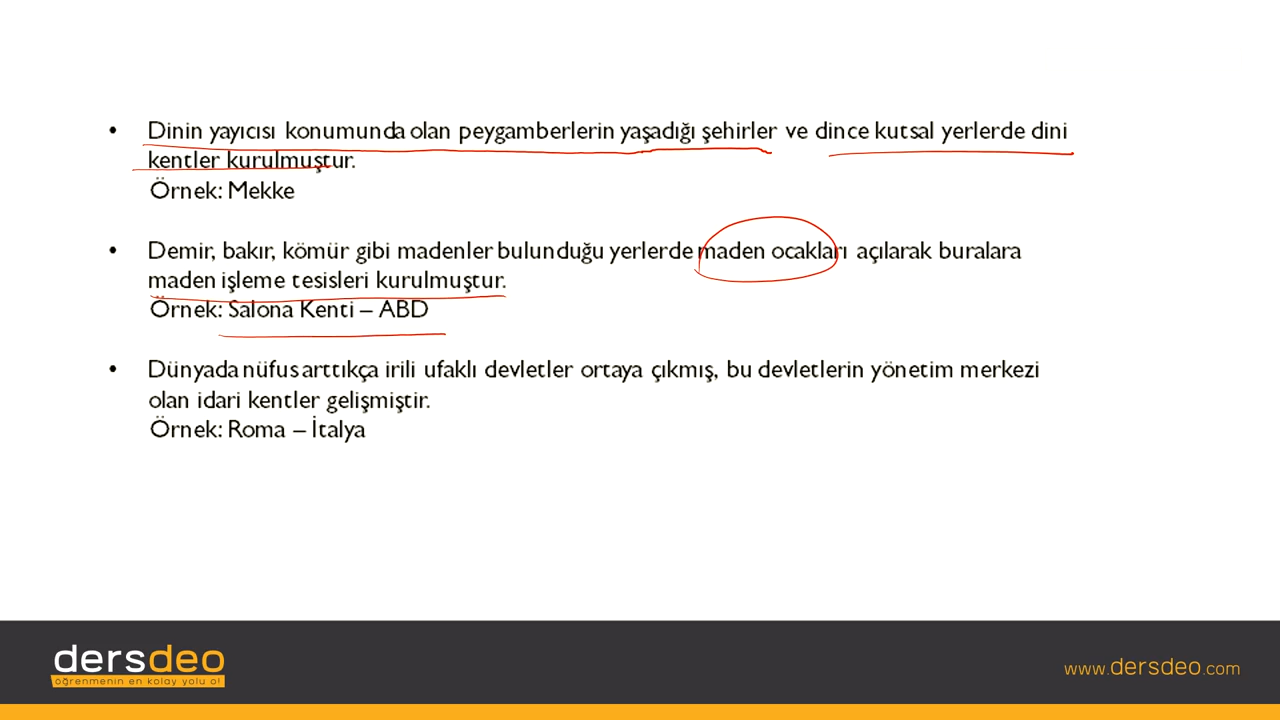 • Dinin yayıcısı konumunda olan peygamberlerin yaşadığı şehirler ve dince kutsal yerlerde dini
kentler kurulmuştur.
Örnek: Mekke
• Demir, bakır, kömür gibi madenler bulunduğu yerlerde maden ocakları açılarak buralara
maden işleme tesisleri kurulmuştur.
Örnek: Salona Kenti – ABD
• Dünyada nüfus arttıkça irili ufaklı devletler ortaya çıkmış, bu devletlerin yönetim merkezi
olan idari kentler gelişmiştir.
Örnek: Roma – İtalya
dersdeo
öğrenmenin en kolay yolu o!
www.dersdeo.com